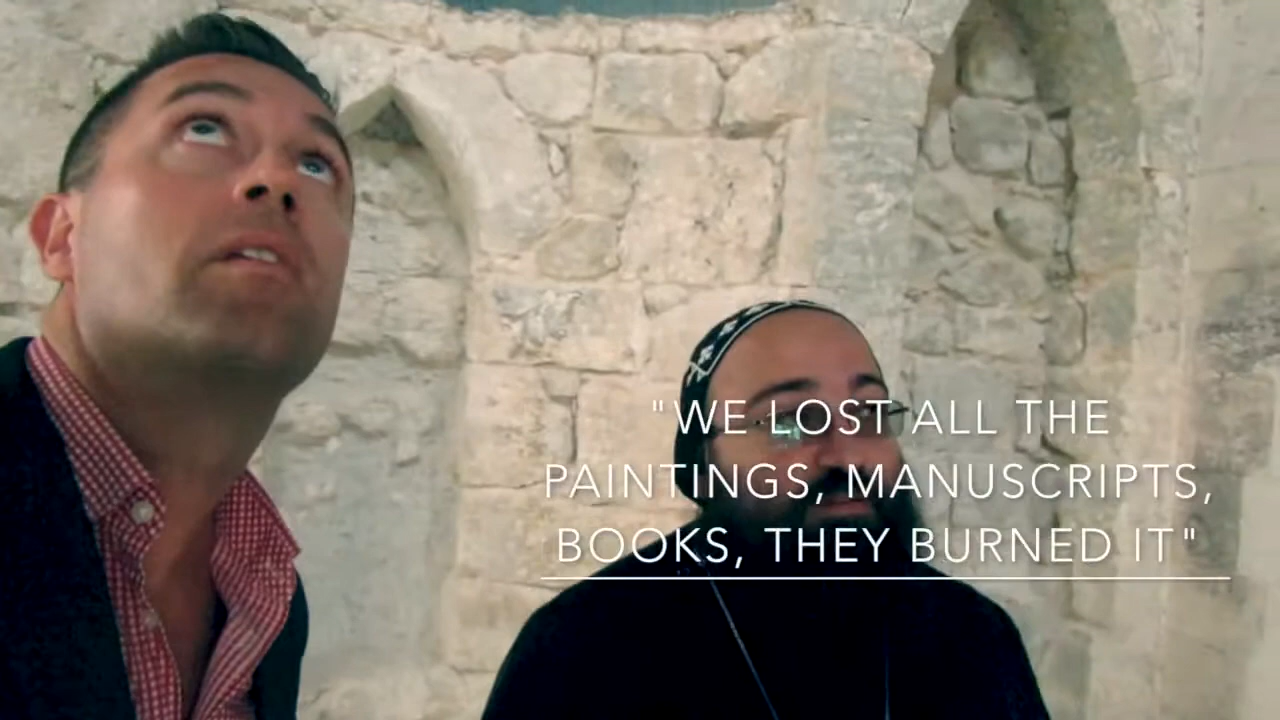 "WE LOST ALL THE
PAINTINGS, MANUSCRIPTS,
BOOKS, THEY BURNED IT"